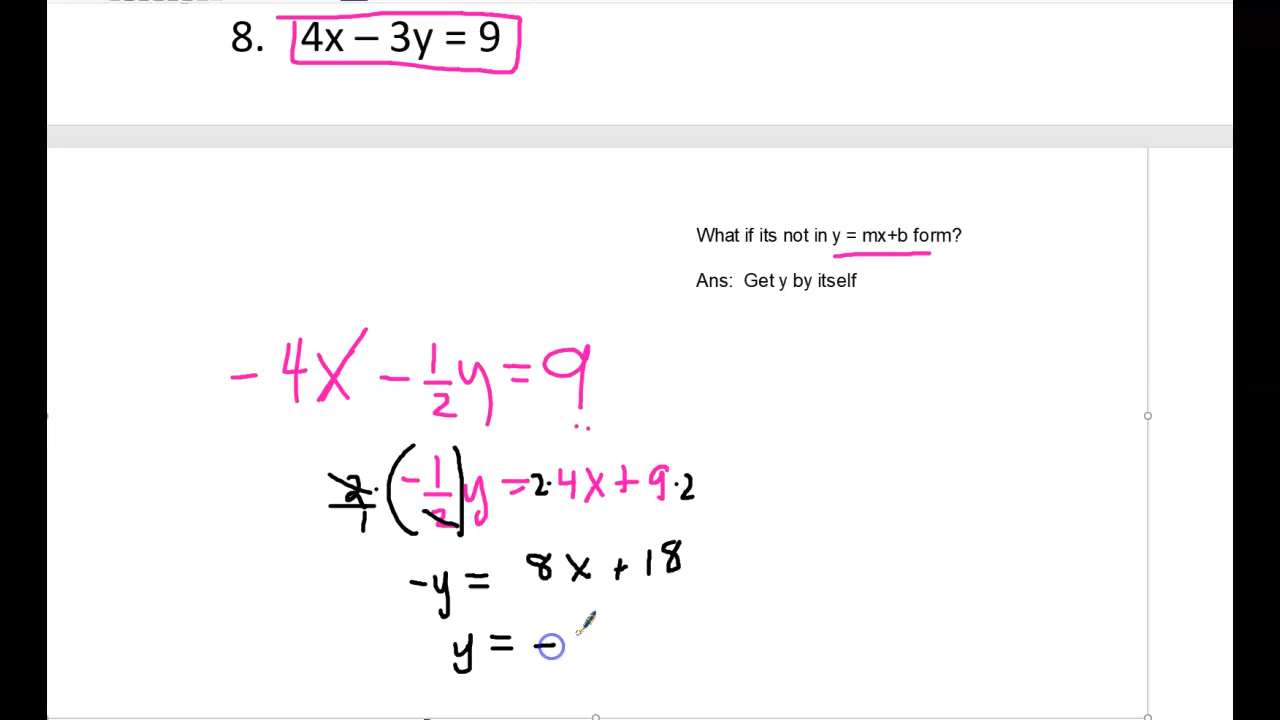 8. 4x – 3y = 9
What if its not in y = mx+b form?
Ans: Get y by itself
- 4x - 1/2 y = 9
2/1 · (- 1/2) y = 2·4x + 9·2
-y = 8x + 18
y = -